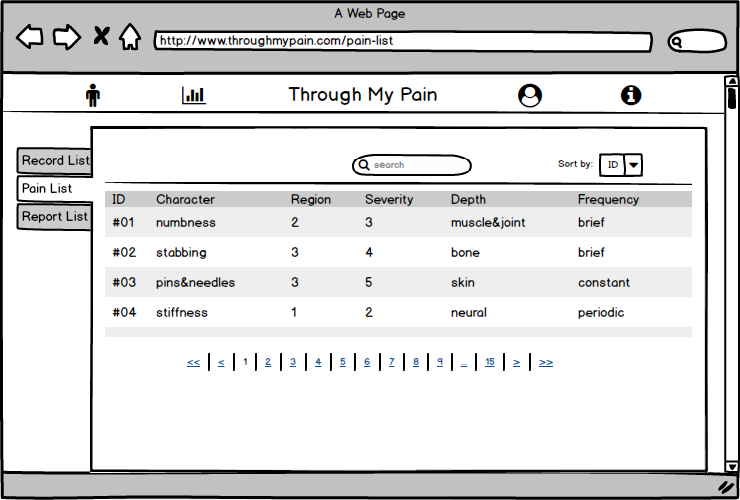 A Web Page
http://www.throughmypain.com/pain-list
Through My Pain
Record List
Pain List
Report List
search
Sort by: ID
ID Character Region Severity Depth Frequency
#01 numbness 2 3 muscle&joint brief
#02 stabbing 3 4 bone brief
#03 pins&needles 3 5 skin constant
#04 stiffness 1 2 neural periodic
<< | < | 1 | 2 | 3 | 4 | 5 | 6 | 7 | 8 | 9 | ... | 15 | > | >>